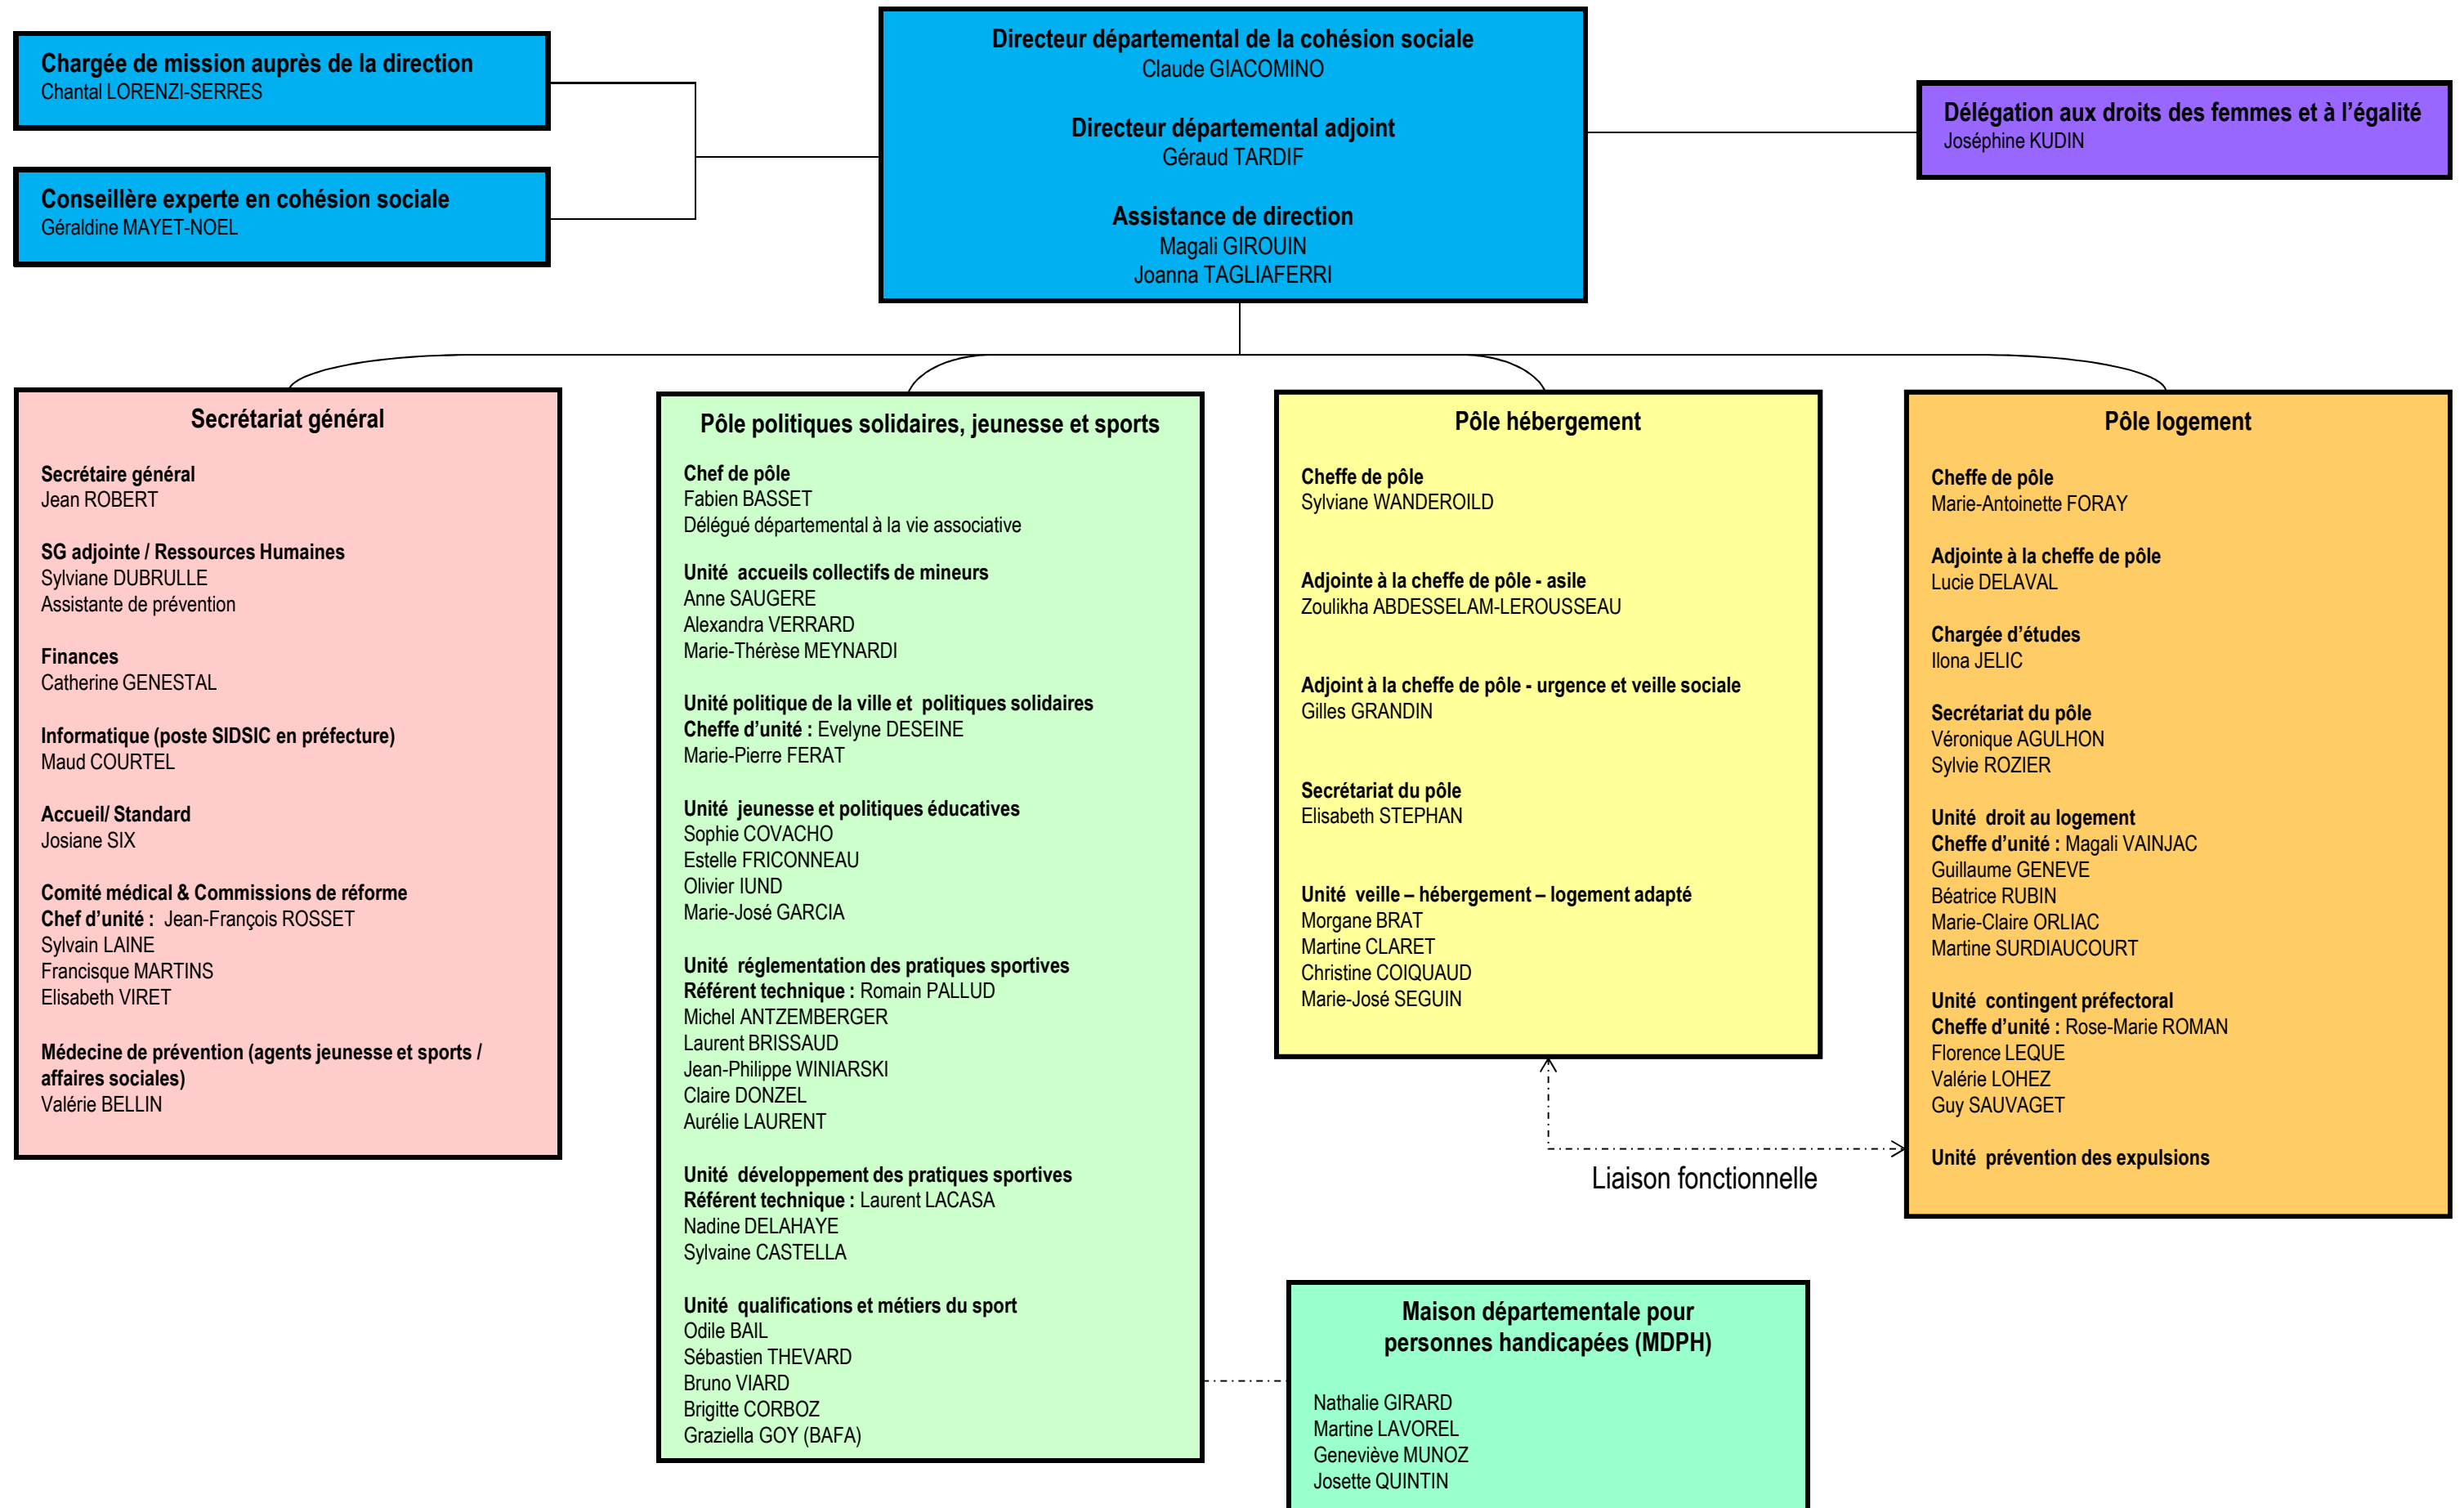 Directeur départemental de la cohésion sociale
Claude GIACOMINO
Directeur départemental adjoint
Géraud TARDIF
Assistance de direction
Magali GIROUIN
Joanna TAGLIAFERRI
Chargée de mission auprès de la direction
Chantal LORENZI-SERRES
Conseillère experte en cohésion sociale
Géraldine MAYET-NOEL
Délégation aux droits des femmes et à l’égalité
Joséphine KUDIN
Secrétariat général
Secrétaire général
Jean ROBERT
SG adjointe / Ressources Humaines
Sylviane DUBRULLE
Assistante de prévention
Finances
Catherine GENESTAL
Informatique (poste SIDSIC en préfecture)
Maud COURTEL
Accueil/ Standard
Josiane SIX
Comité médical & Commissions de réforme
Chef d’unité : Jean-François ROSSET
Sylvain LAINE
Francisque MARTINS
Elisabeth VIRET
Médecine de prévention (agents jeunesse et sports /
affaires sociales)
Valérie BELLIN
Pôle politiques solidaires, jeunesse et sports
Chef de pôle
Fabien BASSET
Délégué départemental à la vie associative
Unité accueils collectifs de mineurs
Anne SAUGERE
Alexandra VERRARD
Marie-Thérèse MEYNARDI
Unité politique de la ville et politiques solidaires
Cheffe d’unité : Evelyne DESEINE
Marie-Pierre FERAT
Unité jeunesse et politiques éducatives
Sophie COVACHO
Estelle FRICONNEAU
Olivier IUND
Marie-José GARCIA
Unité réglementation des pratiques sportives
Référent technique : Romain PALLUD
Michel ANTZEMBERGER
Laurent BRISSAUD
Jean-Philippe WINIARSKI
Claire DONZEL
Aurélie LAURENT
Unité développement des pratiques sportives
Référent technique : Laurent LACASA
Nadine DELAHAYE
Sylvaine CASTELLA
Unité qualifications et métiers du sport
Odile BAIL
Sébastien THEVARD
Bruno VIARD
Brigitte CORBOZ
Graziella GOY (BAFA)
Pôle hébergement
Cheffe de pôle
Sylviane WANDEROILD
Adjointe à la cheffe de pôle - asile
Zoulikha ABDESSELAM-LEROUSSEAU
Adjoint à la cheffe de pôle - urgence et veille sociale
Gilles GRANDIN
Secrétariat du pôle
Elisabeth STEPHAN
Unité veille – hébergement – logement adapté
Morgane BRAT
Martine CLARET
Christine COIQUAUD
Marie-José SEGUIN
Pôle logement
Cheffe de pôle
Marie-Antoinette FORAY
Adjointe à la cheffe de pôle
Lucie DELAVAL
Chargée d’études
Ilona JELIC
Secrétariat du pôle
Véronique AGULHON
Sylvie ROZIER
Unité droit au logement
Cheffe d’unité : Magali VAINJAC
Guillaume GENEVE
Béatrice RUBIN
Marie-Claire ORLIAC
Martine SURDIAUCOURT
Unité contingent préfectoral
Cheffe d’unité : Rose-Marie ROMAN
Florence LEQUE
Valérie LOHEZ
Guy SAUVAGET
Unité prévention des expulsions
Liaison fonctionnelle
Maison départementale pour
personnes handicapées (MDPH)
Nathalie GIRARD
Martine LAVOREL
Geneviève MUNOZ
Josette QUINTIN